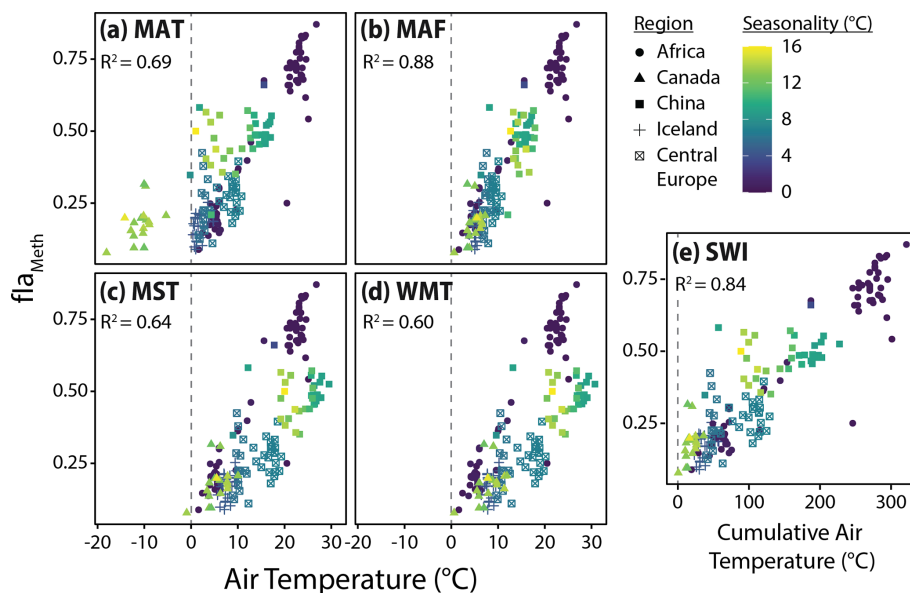 (a) MAT
R² = 0.69
(b) MAF
R² = 0.88
Region
Africa
Canada
China
Iceland
Central
Europe
Seasonality (°C)
16
12
8
4
0
0.75
0.50
0.25
fla_Meth
(c) MST
R² = 0.64
(d) WMT
R² = 0.60
0.75
0.50
0.25
-20
-10
0
10
20
30
-20
-10
0
10
20
30
Air Temperature (°C)
(e) SWI
R² = 0.84
0.75
0.50
0.25
0
100
200
300
Cumulative Air
Temperature (°C)